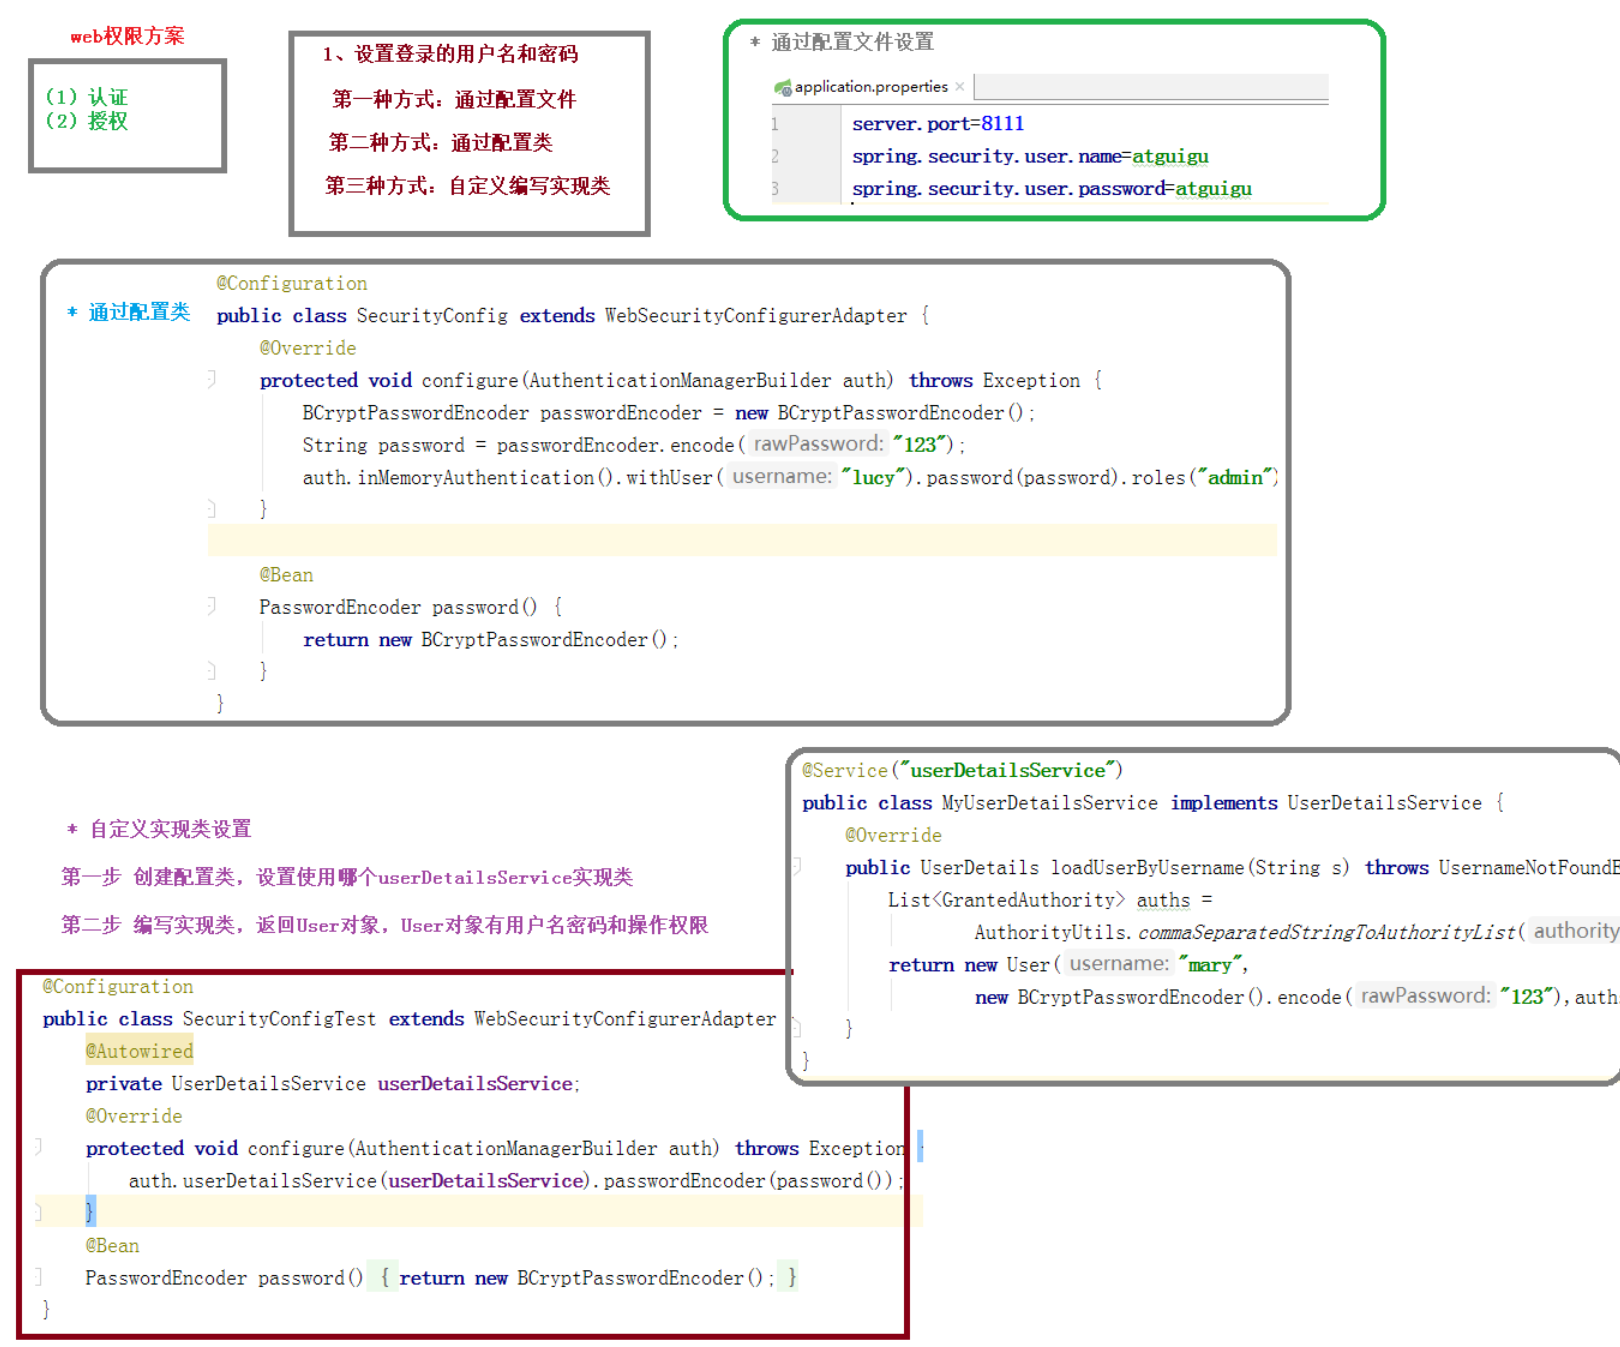 web权限方案
（1）认证
（2）授权
1、设置登录的用户名和密码
第一种方式：通过配置文件
第二种方式：通过配置类
第三种方式：自定义编写实现类
* 通过配置文件设置
application.properties ×
1 server.port=8111
2 spring.security.user.name=atguigu
3 spring.security.user.password=atguigu
* 通过配置类
@Configuration
public class SecurityConfig extends WebSecurityConfigurerAdapter {
@Override
protected void configure(AuthenticationManagerBuilder auth) throws Exception {
BCryptPasswordEncoder passwordEncoder = new BCryptPasswordEncoder();
String password = passwordEncoder.encode( rawPassword: "123");
auth.inMemoryAuthentication().withUser( username: "lucy").password(password).roles("admin")
}
@Bean
PasswordEncoder password() {
return new BCryptPasswordEncoder();
}
}
* 自定义实现类设置
第一步 创建配置类，设置使用哪个userDetailsService实现类
第二步 编写实现类，返回User对象，User对象有用户名密码和操作权限
@Service("userDetailsService")
public class MyUserDetailsService implements UserDetailsService {
@Override
public UserDetails loadUserByUsername(String s) throws UsernameNotFoundE
List<GrantedAuthority> auths =
AuthorityUtils.commaSeparatedStringToAuthorityList( authority
return new User( username: "mary",
new BCryptPasswordEncoder().encode( rawPassword: "123"),auth
}
}
@Configuration
public class SecurityConfigTest extends WebSecurityConfigurerAdapter
@Autowired
private UserDetailsService userDetailsService;
@Override
protected void configure(AuthenticationManagerBuilder auth) throws Exception
auth.userDetailsService(userDetailsService).passwordEncoder(password());
}
@Bean
PasswordEncoder password() { return new BCryptPasswordEncoder(); }
}